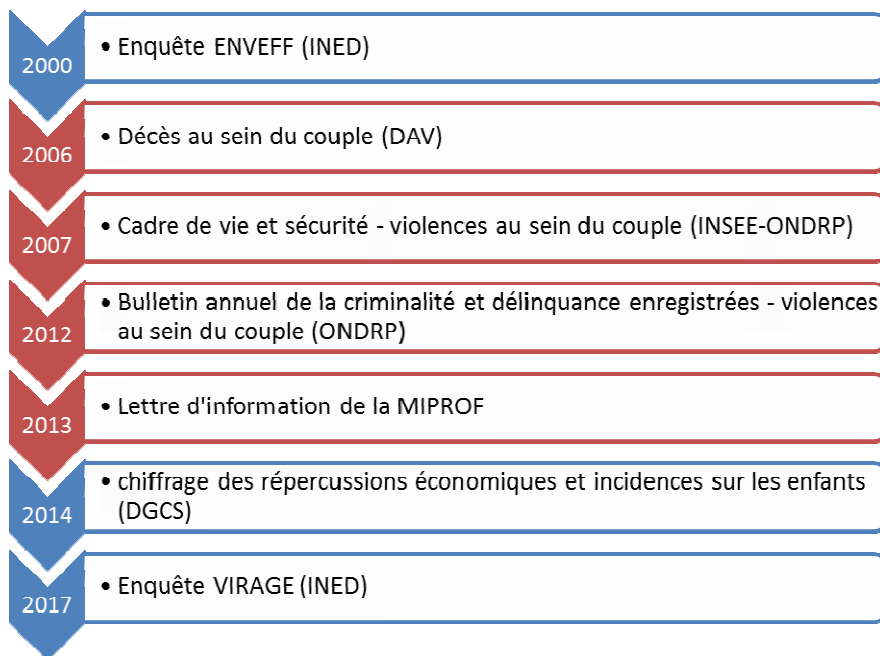 2000
• Enquête ENVEFF (INED)
2006
• Décès au sein du couple (DAV)
2007
• Cadre de vie et sécurité - violences au sein du couple (INSEE-ONDRP)
2012
• Bulletin annuel de la criminalité et délinquance enregistrées - violences
au sein du couple (ONDRP)
2013
• Lettre d'information de la MIPROF
2014
• chiffrage des répercussions économiques et incidences sur les enfants
(DGCS)
2017
• Enquête VIRAGE (INED)